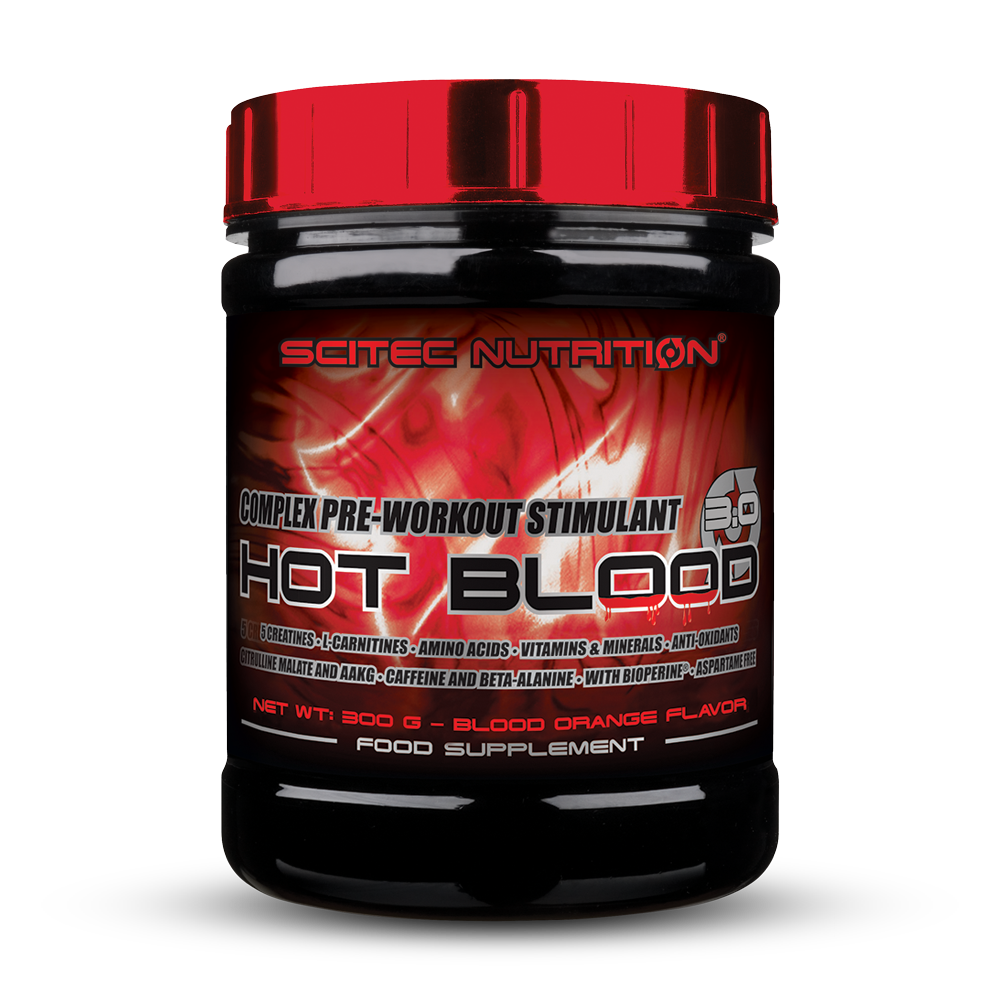 SCITEC NUTRITION®
COMPLEX PRE-WORKOUT STIMULANT
3.0
HOT BLOOD
5 CREATINES • L-CARNITINES • AMINO ACIDS • VITAMINS & MINERALS • ANTI-OXIDANTS
CITRULLINE MALATE AND AAKG • CAFFEINE AND BETA-ALANINE • WITH BIOPERINE® • ASPARTAME FREE
NET WT: 300 G – BLOOD ORANGE FLAVOR
FOOD SUPPLEMENT